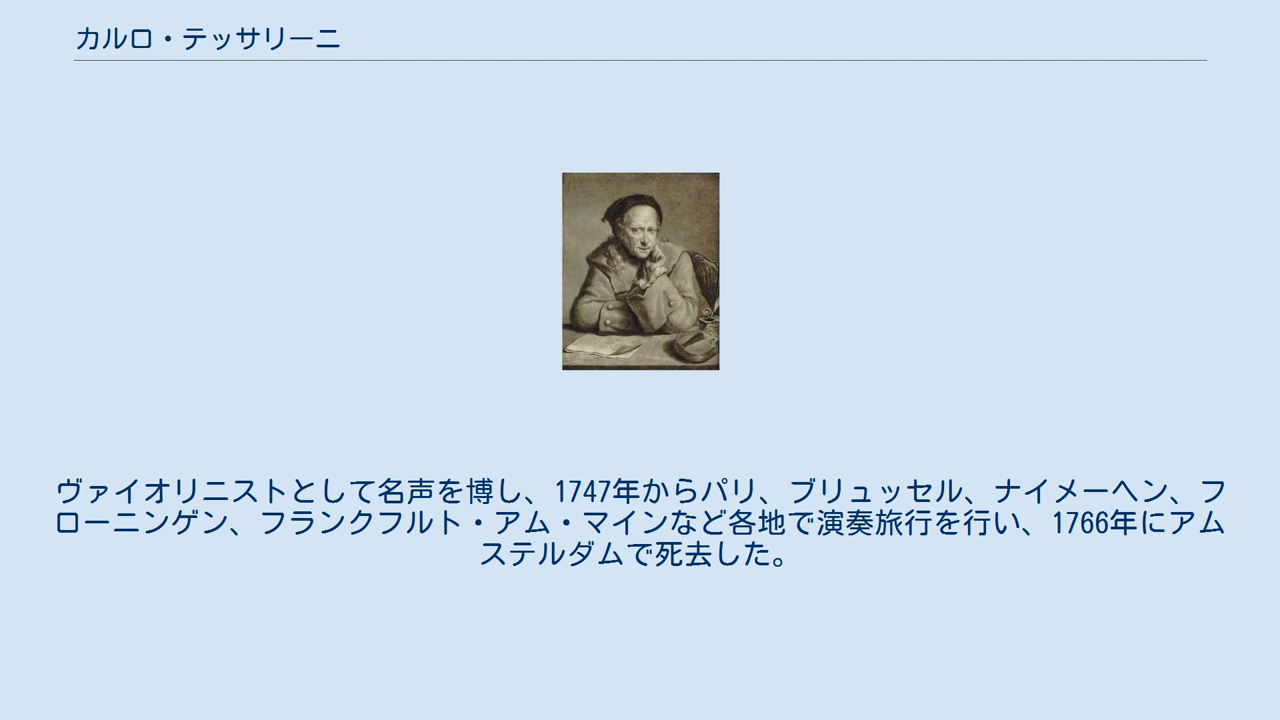 カルロ・テッサリーニ
ヴァイオリニストとして名声を博し、1747年からパリ、ブリュッセル、ナイメーヘン、フ
ローニンゲン、フランクフルト・アム・マインなど各地で演奏旅行を行い、1766年にアム
ステルダムで死去した。